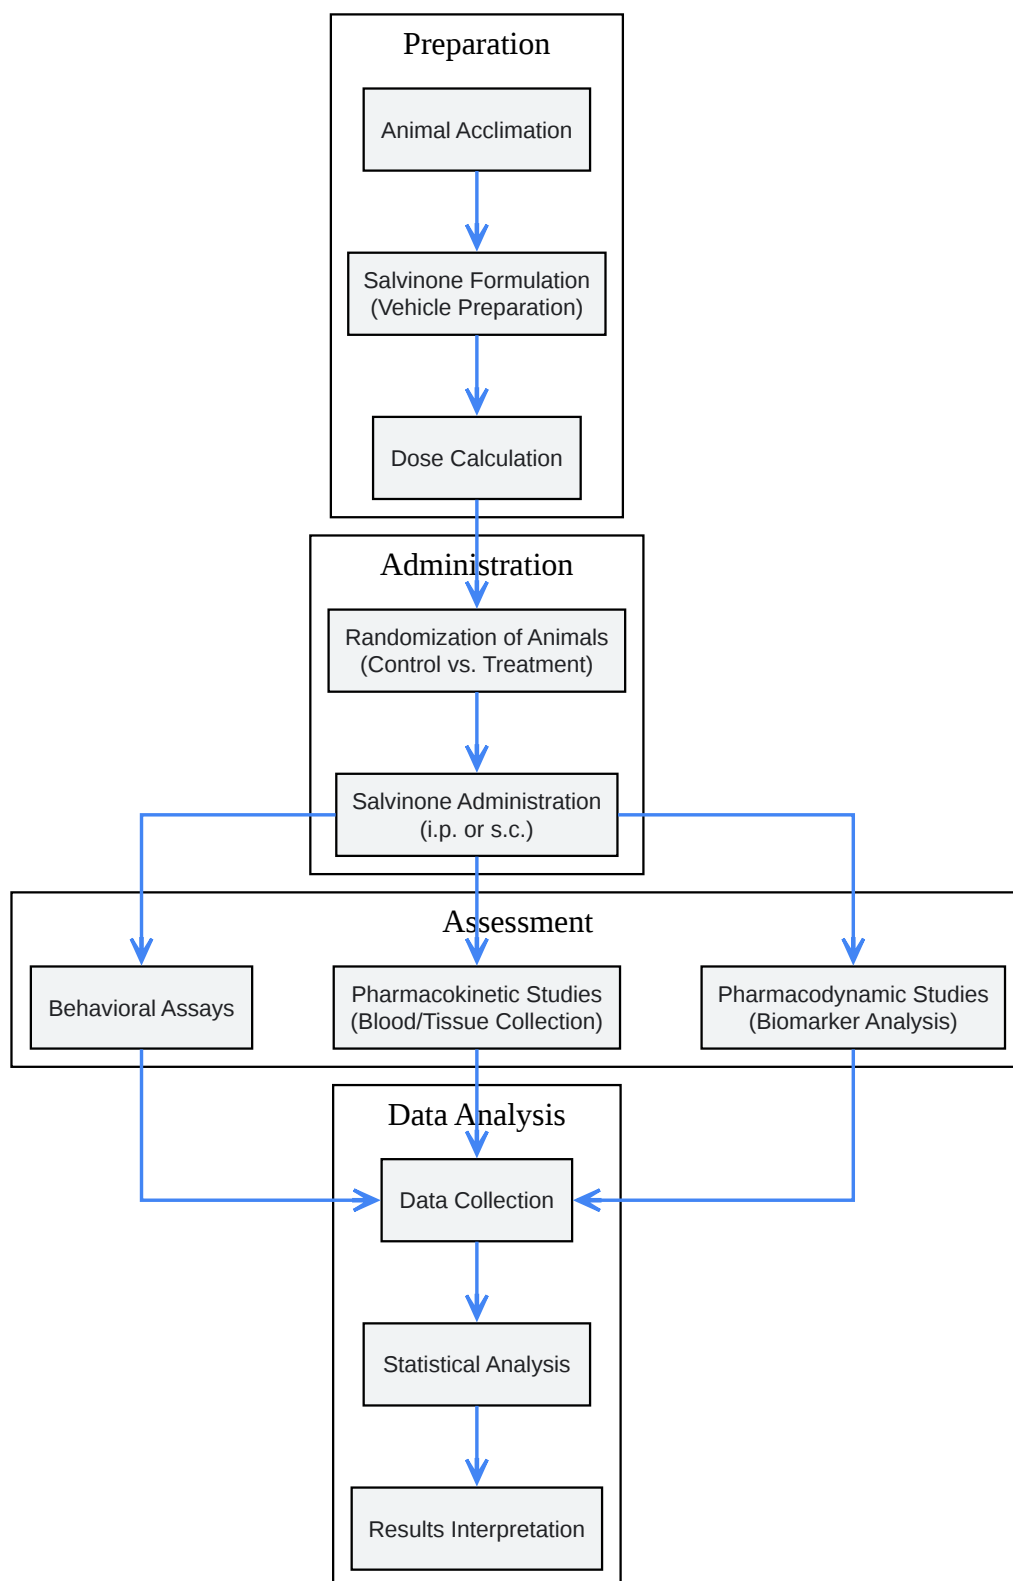 Preparation
Animal Acclimation
Salvinone Formulation
(Vehicle Preparation)
Dose Calculation
Administration
Randomization of Animals
(Control vs. Treatment)
Salvinone Administration
(i.p. or s.c.)
Assessment
Behavioral Assays
Pharmacokinetic Studies
(Blood/Tissue Collection)
Pharmacodynamic Studies
(Biomarker Analysis)
Data Analysis
Data Collection
Statistical Analysis
Results Interpretation